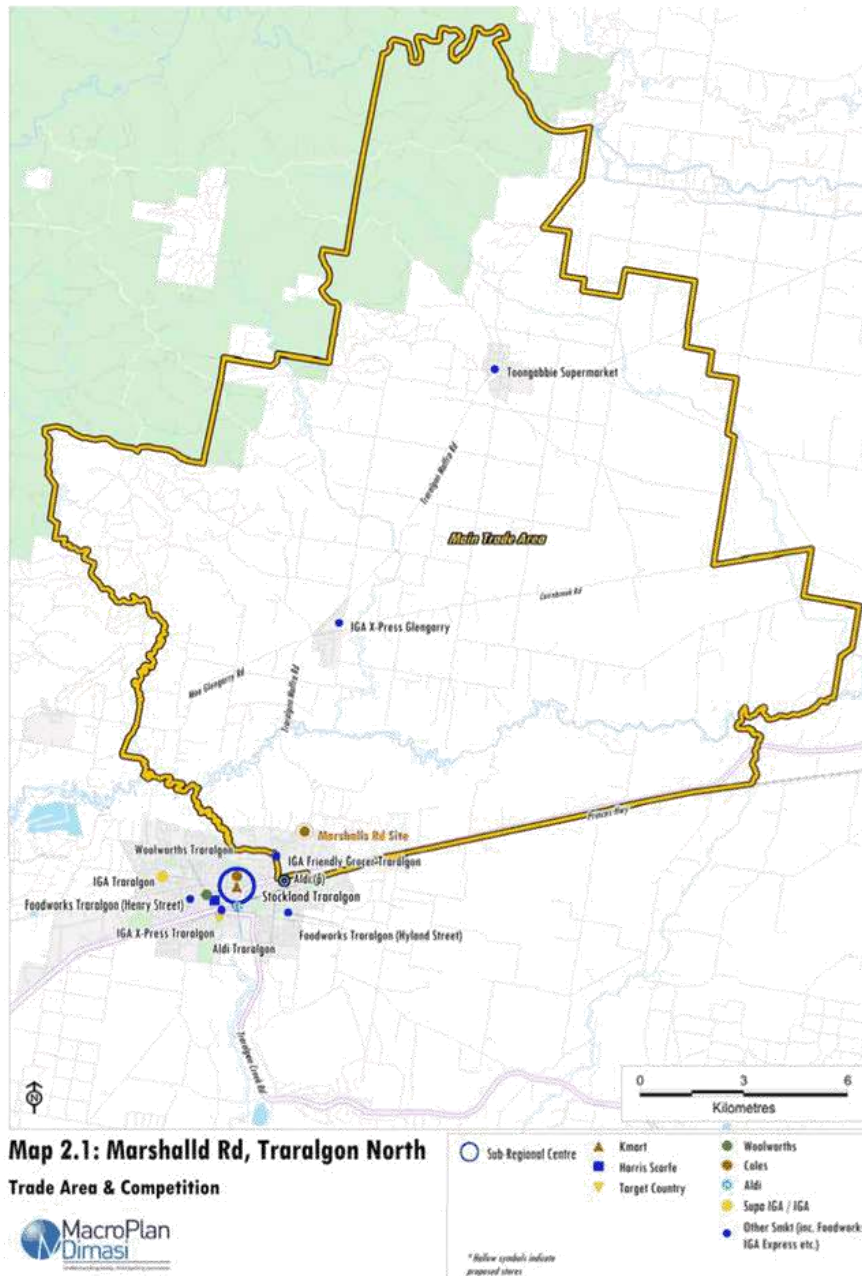 Toongabbie Supermarket
Traralgon Maffra Rd
Main Trade Area
Cairnbrook Rd
IGA X-Press Glengarry
Moe Glengarry Rd
Traralgon Maffra Rd
Princes Hwy
Marshalls Rd Site
Woolworths Traralgon
IGA Friendly Grocer Traralgon
Aldi (p)
IGA Traralgon
Stockland Traralgon
Foodworks Traralgon (Henry Street)
IGA X-Press Traralgon
Foodworks Traralgon (Hyland Street)
Aldi Traralgon
Traralgon Creek Rd
N
0 3 6
Kilometres
Map 2.1: Marshalld Rd, Traralgon North
Trade Area & Competition
MacroPlan
Dimasi
Sub-Regional Centre
Kmart
Harris Scarfe
Target Country
Woolworths
Coles
Aldi
Supa IGA / IGA
Other Smkt (inc. Foodworks
IGA Express etc.)
* Hollow symbols indicate
proposed stores